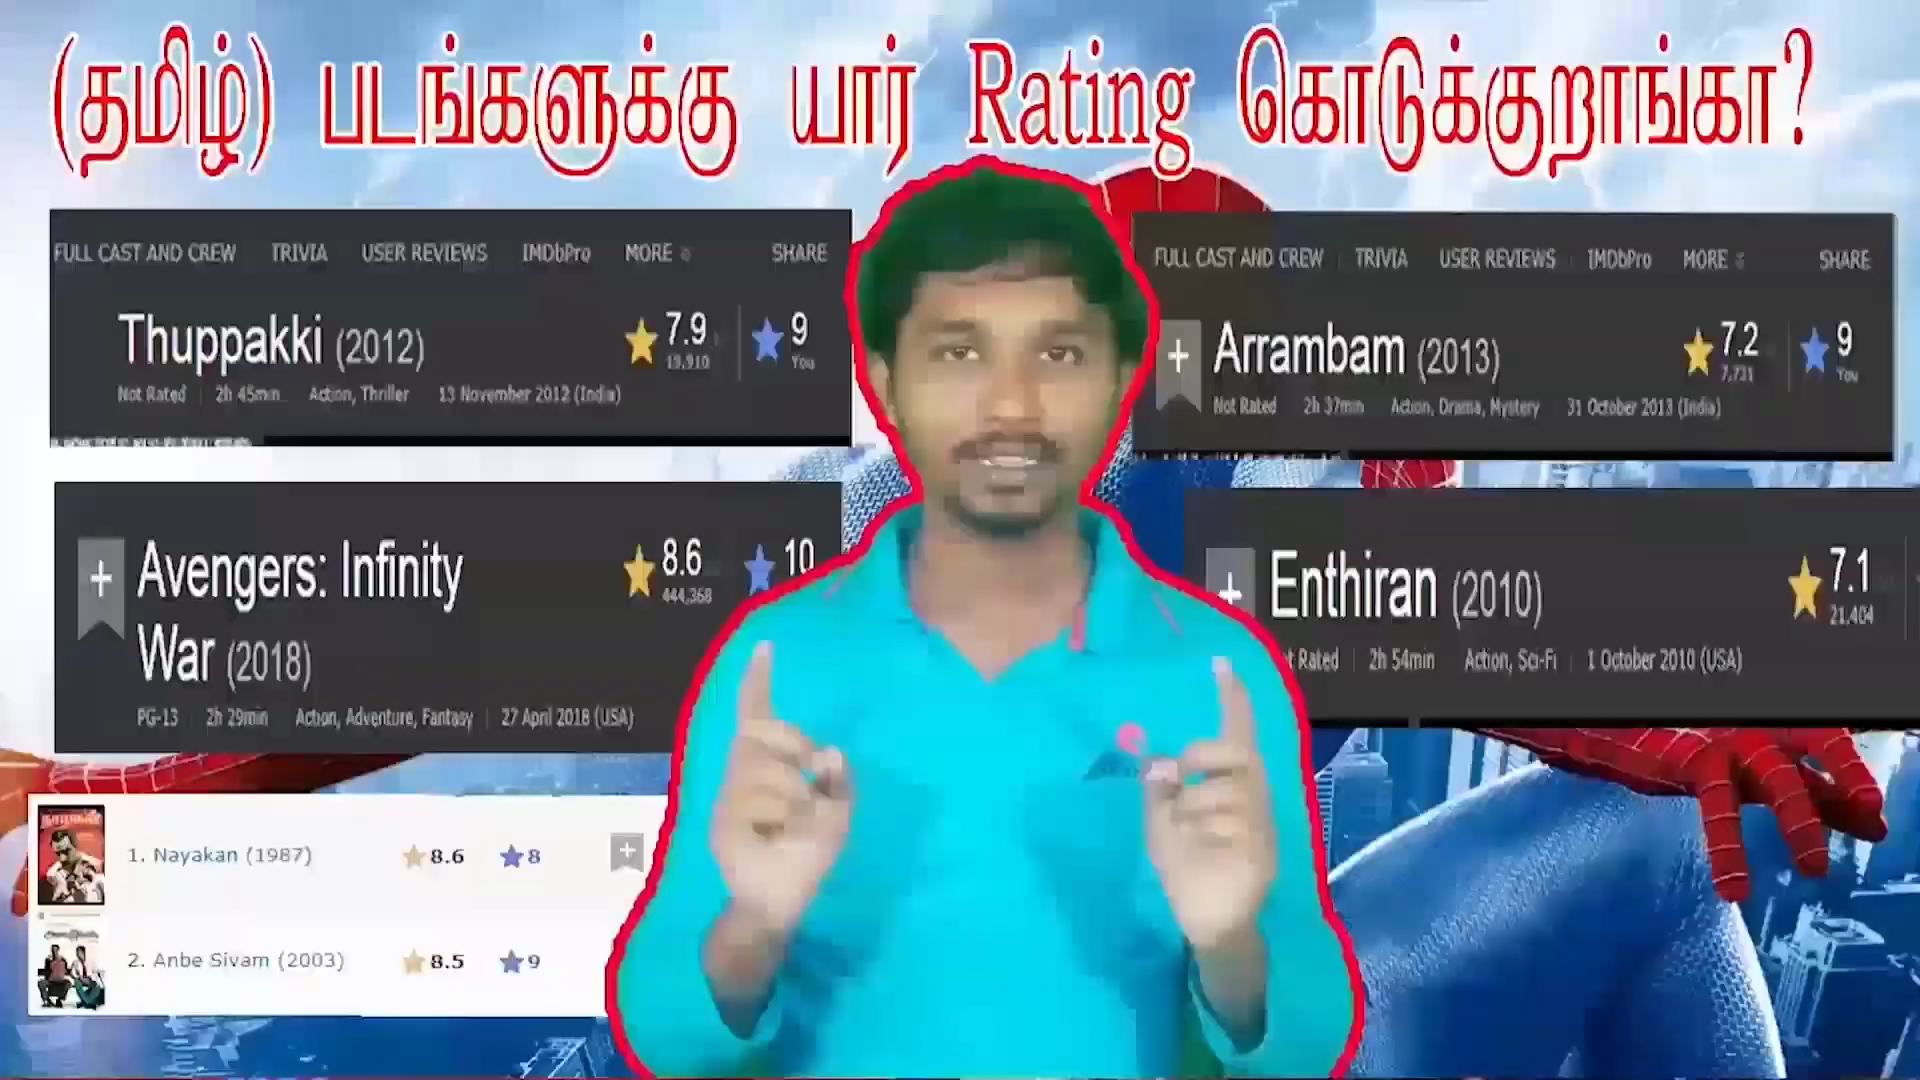 (தமிழ்) படங்களுக்கு யார் Rating கொடுக்குறாங்கா?
FULL CAST AND CREW TRIVIA USER REVIEWS IMDbPro MORE SHARE
Thuppakki (2012) 7.9 9
13,910 You
Not Rated 2h 45min Action, Thriller 13 November 2012 (India)
FULL CAST AND CREW TRIVIA USER REVIEWS IMDbPro MORE SHARE
+ Arrambam (2013) 7.2 9
7,731 You
Not Rated 2h 37min Action, Drama, Mystery 31 October 2013 (India)
+ Avengers: Infinity 8.6 10
444,368
War (2018)
PG-13 2h 29min Action, Adventure, Fantasy 27 April 2018 (USA)
+ Enthiran (2010) 7.1
21,404
t Rated 2h 54min Action, Sci-Fi 1 October 2010 (USA)
1. Nayakan (1987) 8.6 8 +
2. Anbe Sivam (2003) 8.5 9